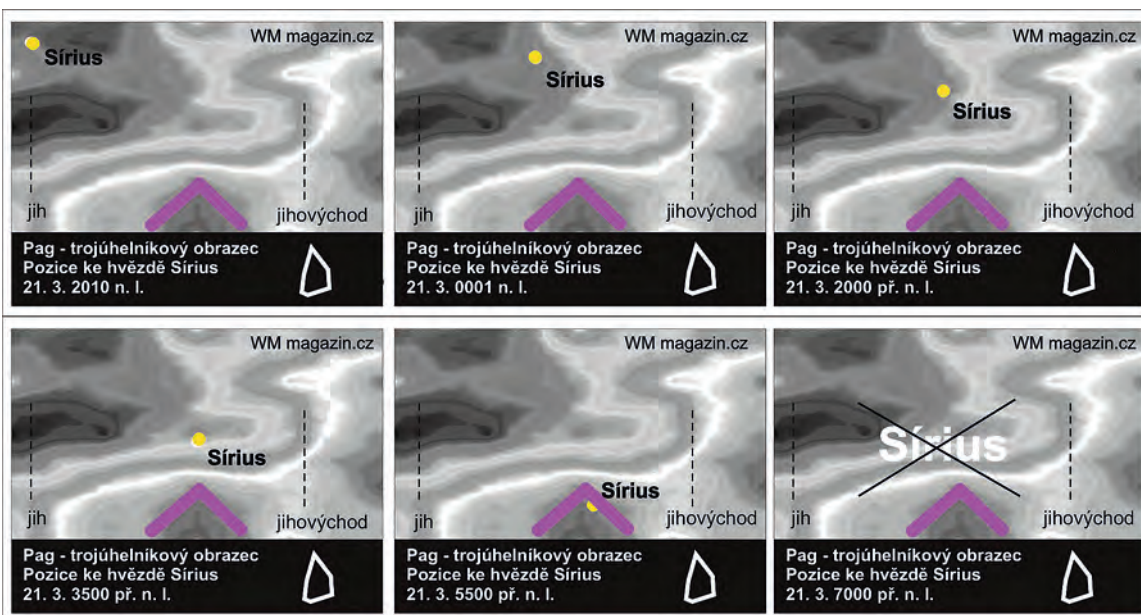 WM magazin.cz
Sírius
jih
jihovýchod
Pag - trojúhelníkový obrazec
Pozice ke hvězdě Sírius
21. 3. 2010 n. l.
WM magazin.cz
Sírius
jih
jihovýchod
Pag - trojúhelníkový obrazec
Pozice ke hvězdě Sírius
21. 3. 0001 n. l.
WM magazin.cz
Sírius
jih
jihovýchod
Pag - trojúhelníkový obrazec
Pozice ke hvězdě Sírius
21. 3. 2000 př. n. l.
WM magazin.cz
Sírius
jih
jihovýchod
Pag - trojúhelníkový obrazec
Pozice ke hvězdě Sírius
21. 3. 3500 př. n. l.
WM magazin.cz
Sírius
jih
jihovýchod
Pag - trojúhelníkový obrazec
Pozice ke hvězdě Sírius
21. 3. 5500 př. n. l.
WM magazin.cz
Sírius
jih
jihovýchod
Pag - trojúhelníkový obrazec
Pozice ke hvězdě Sírius
21. 3. 7000 př. n. l.